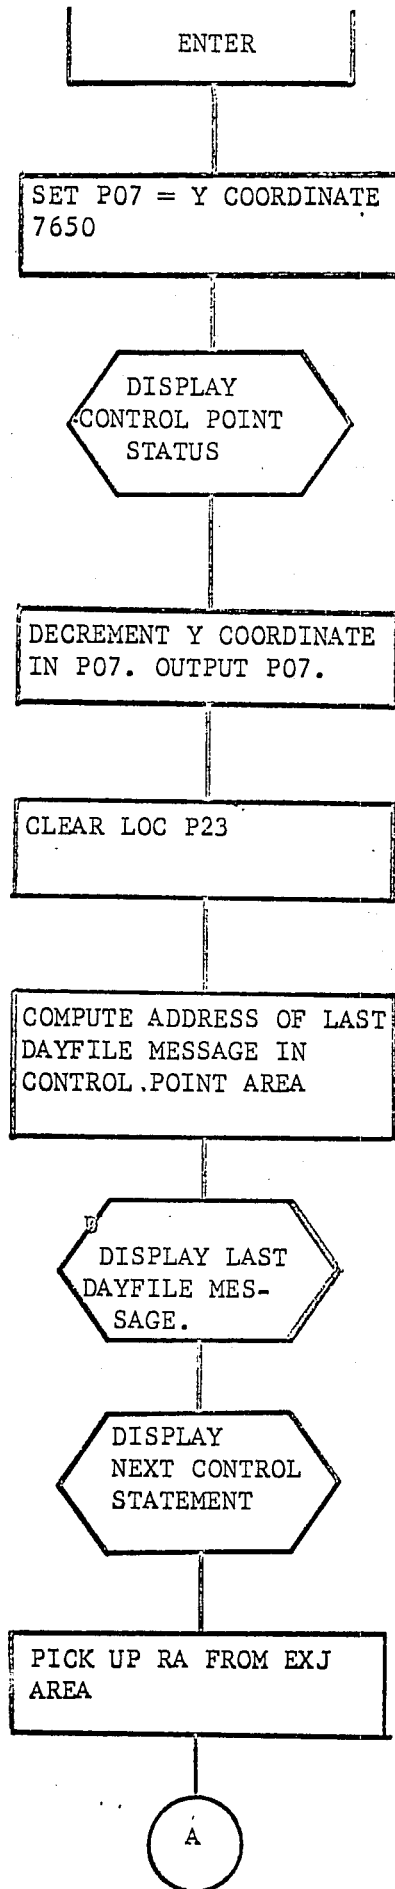 ENTER
SET P07 = Y COORDINATE
7650
DISPLAY
CONTROL POINT
STATUS
DECREMENT Y COORDINATE
IN P07. OUTPUT P07.
CLEAR LOC P23
COMPUTE ADDRESS OF LAST
DAYFILE MESSAGE IN
CONTROL.POINT AREA
DISPLAY LAST
DAYFILE MES-
SAGE.
DISPLAY
NEXT CONTROL
STATEMENT
PICK UP RA FROM EXJ
AREA
A